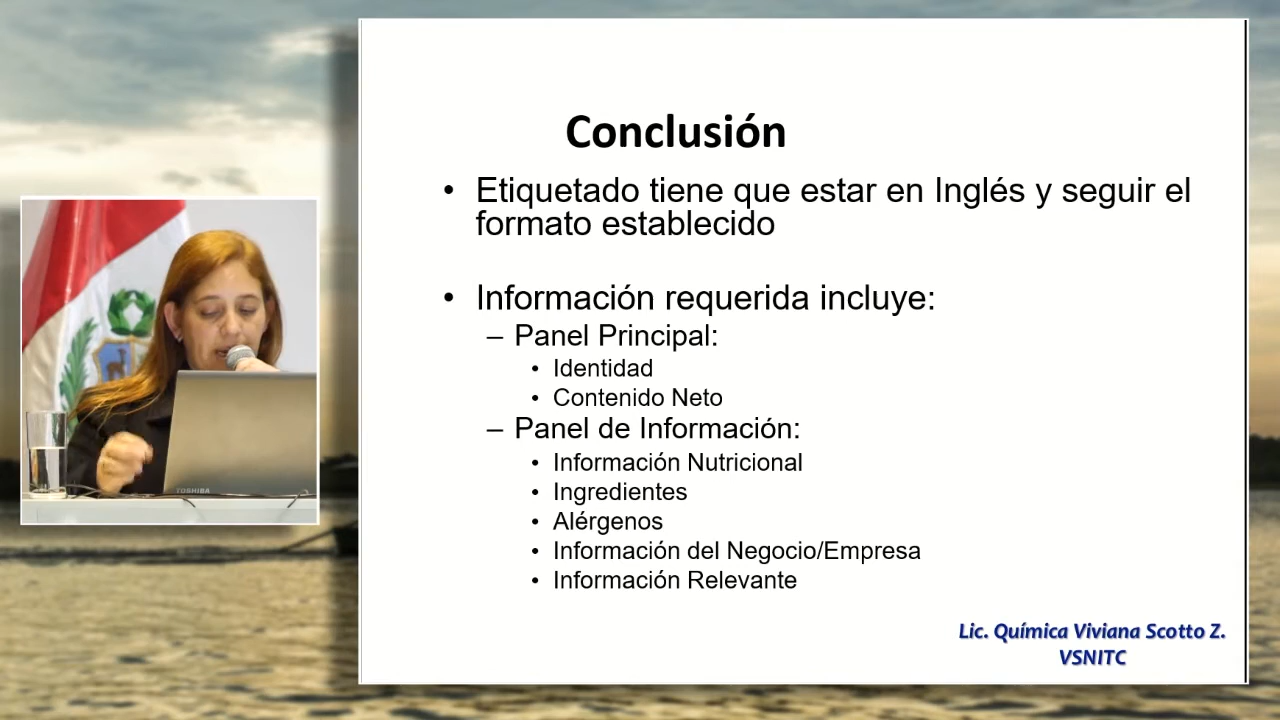 Conclusión
• Etiquetado tiene que estar en Inglés y seguir el
formato establecido
• Información requerida incluye:
– Panel Principal:
• Identidad
• Contenido Neto
– Panel de Información:
• Información Nutricional
• Ingredientes
• Alérgenos
• Información del Negocio/Empresa
• Información Relevante
Lic. Química Viviana Scotto Z.
VSNITC
TOSHIBA